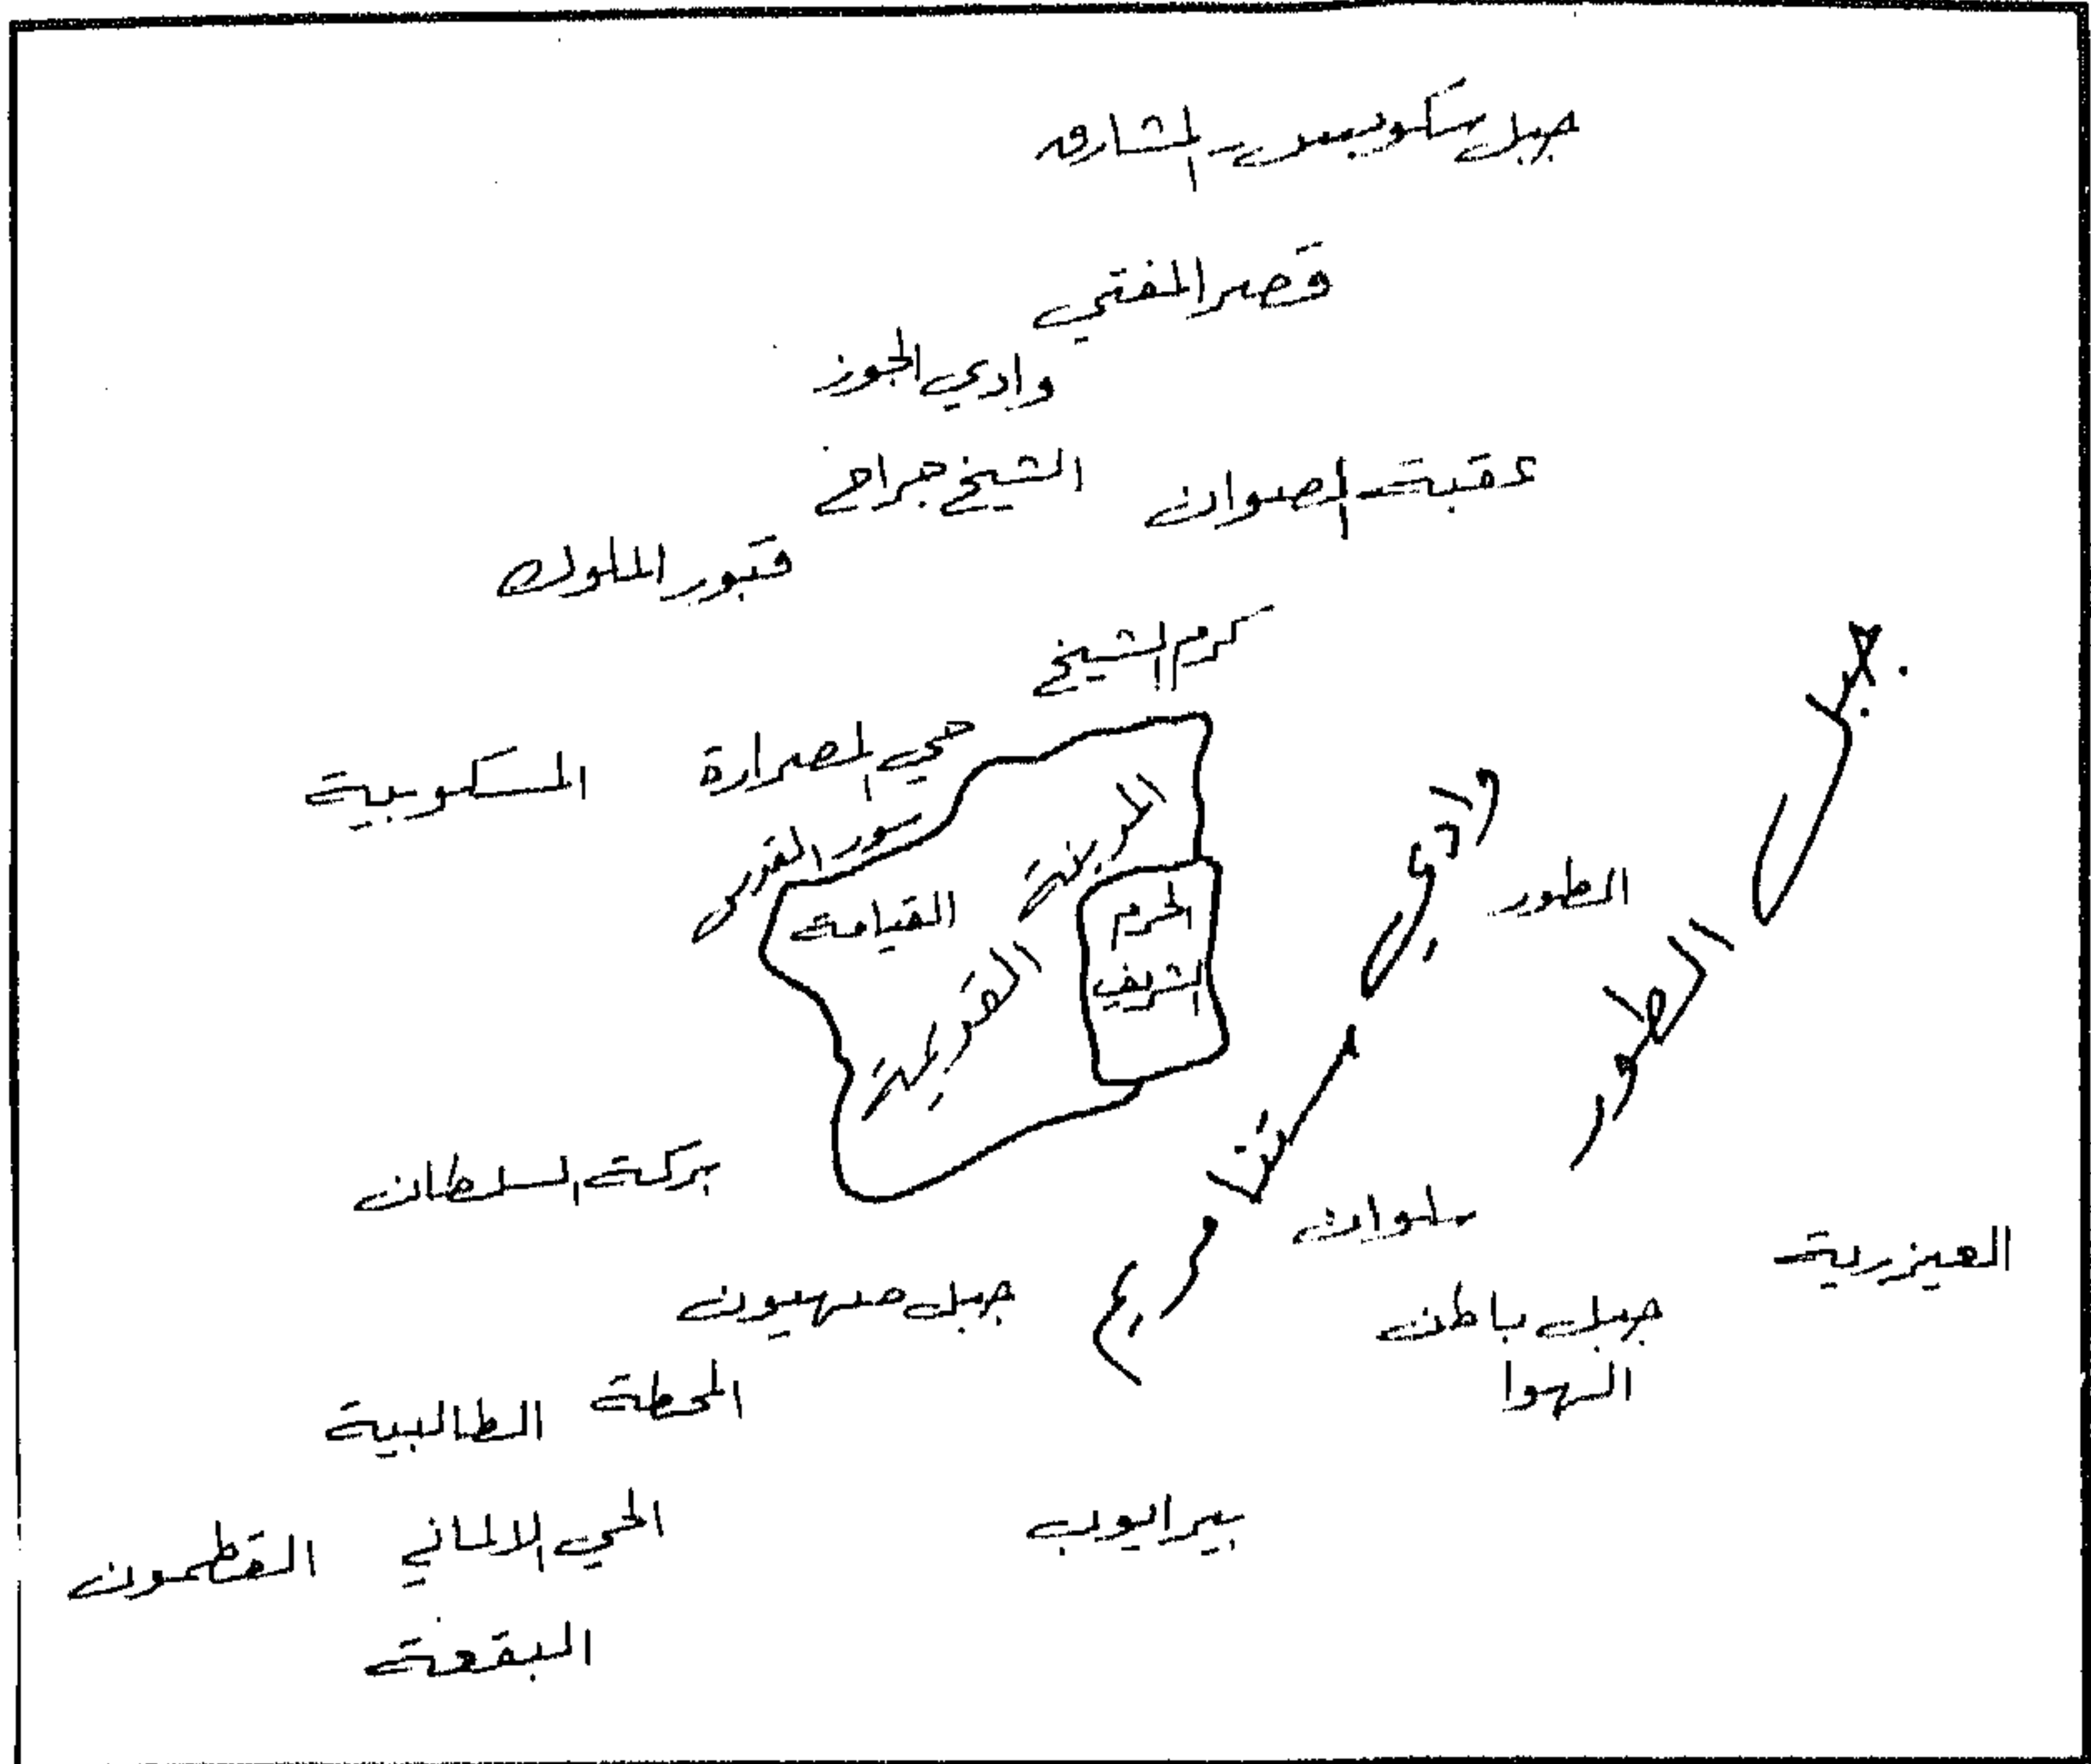 جبل سكوبس - المشارف
قصر المفتي
وادي الجوز
عقبة الصوان
الشيخ جراح
قبور الملوك
كرم الشيخ
جبل الطور
وادي ستنا مريم
حي المصرارة
المسكوبية
سور القدس
المدينة القديمة
القيامة
الحرم
الشريف
الطور
بركة السلطان
سلوان
العيزرية
جبل صهيون
جبل باطن
الهوا
المحطة
الطالبية
بير ايوب
الحي الالماني
القطمون
البقعة